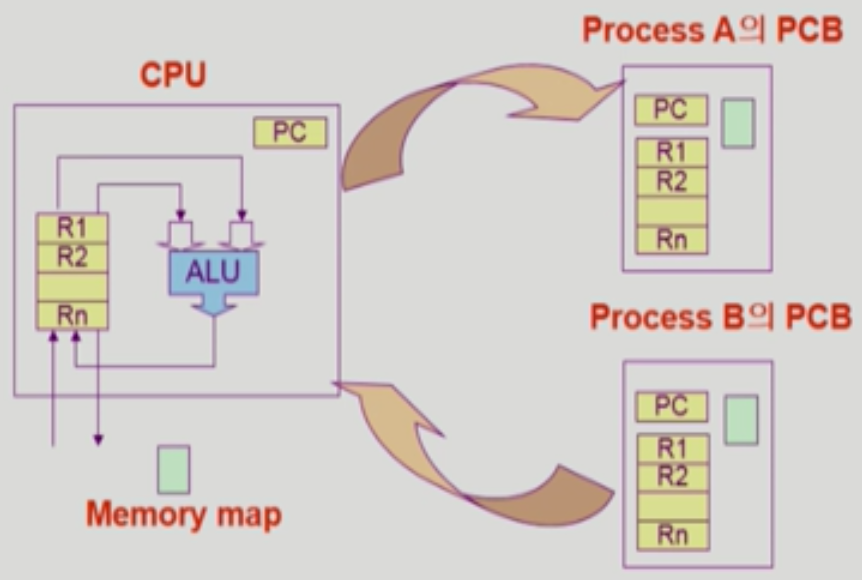 CPU
PC
R1
R2
Rn
ALU
Memory map
Process A의 PCB
PC
R1
R2
Rn
Process B의 PCB
PC
R1
R2
Rn